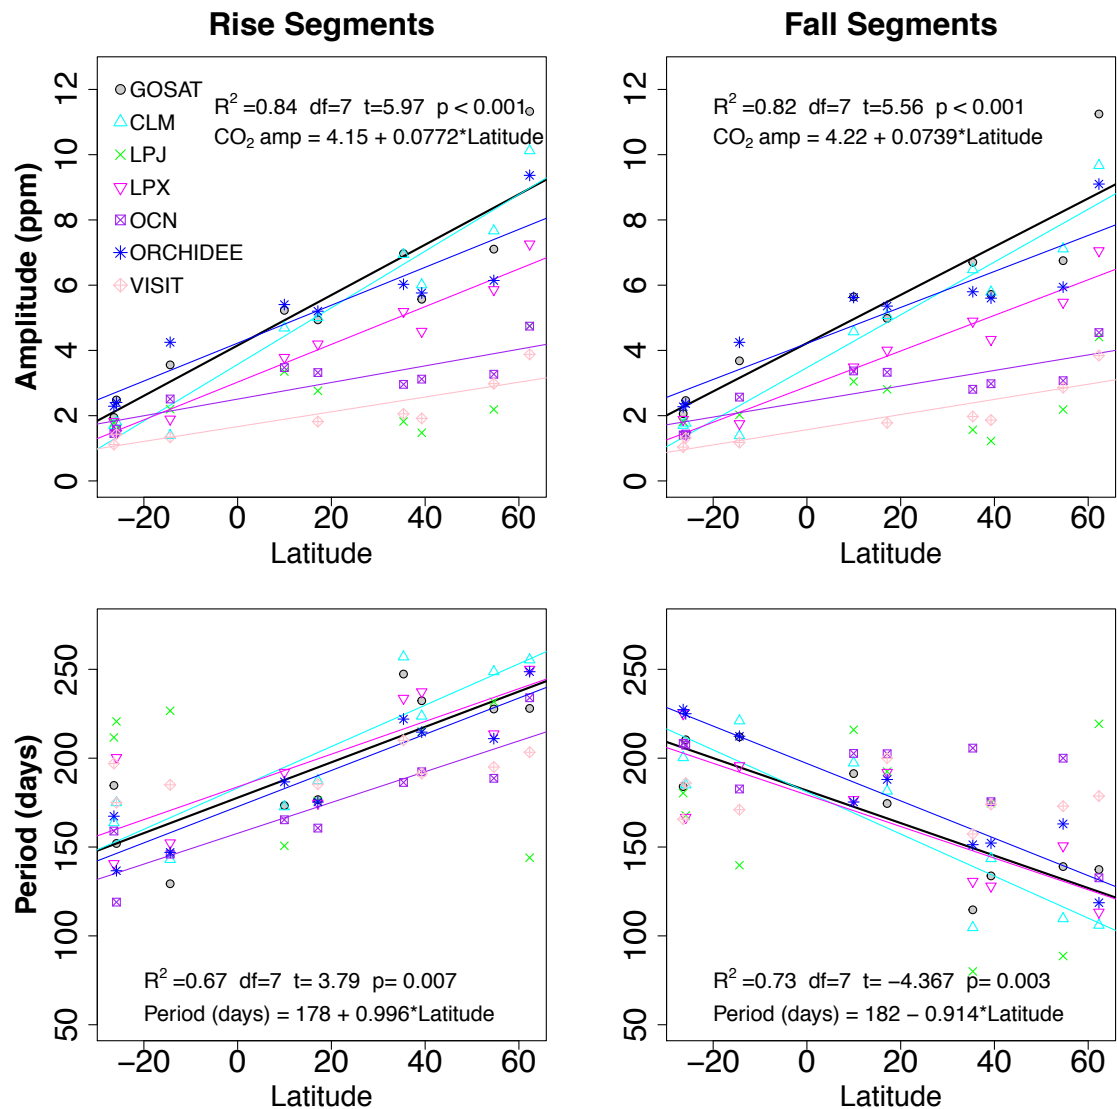 Rise Segments
Fall Segments
Amplitude (ppm)
12
10
8
6
4
2
0
GOSAT
CLM
LPJ
LPX
OCN
ORCHIDEE
VISIT
R² =0.84 df=7 t=5.97 p < 0.001
CO₂ amp = 4.15 + 0.0772*Latitude
−20 0 20 40 60
Latitude
12
10
8
6
4
2
0
R² =0.82 df=7 t=5.56 p < 0.001
CO₂ amp = 4.22 + 0.0739*Latitude
−20 0 20 40 60
Latitude
Period (days)
250
200
150
100
50
R² =0.67 df=7 t= 3.79 p= 0.007
Period (days) = 178 + 0.996*Latitude
−20 0 20 40 60
Latitude
250
200
150
100
50
R² =0.73 df=7 t= −4.367 p= 0.003
Period (days) = 182 − 0.914*Latitude
−20 0 20 40 60
Latitude